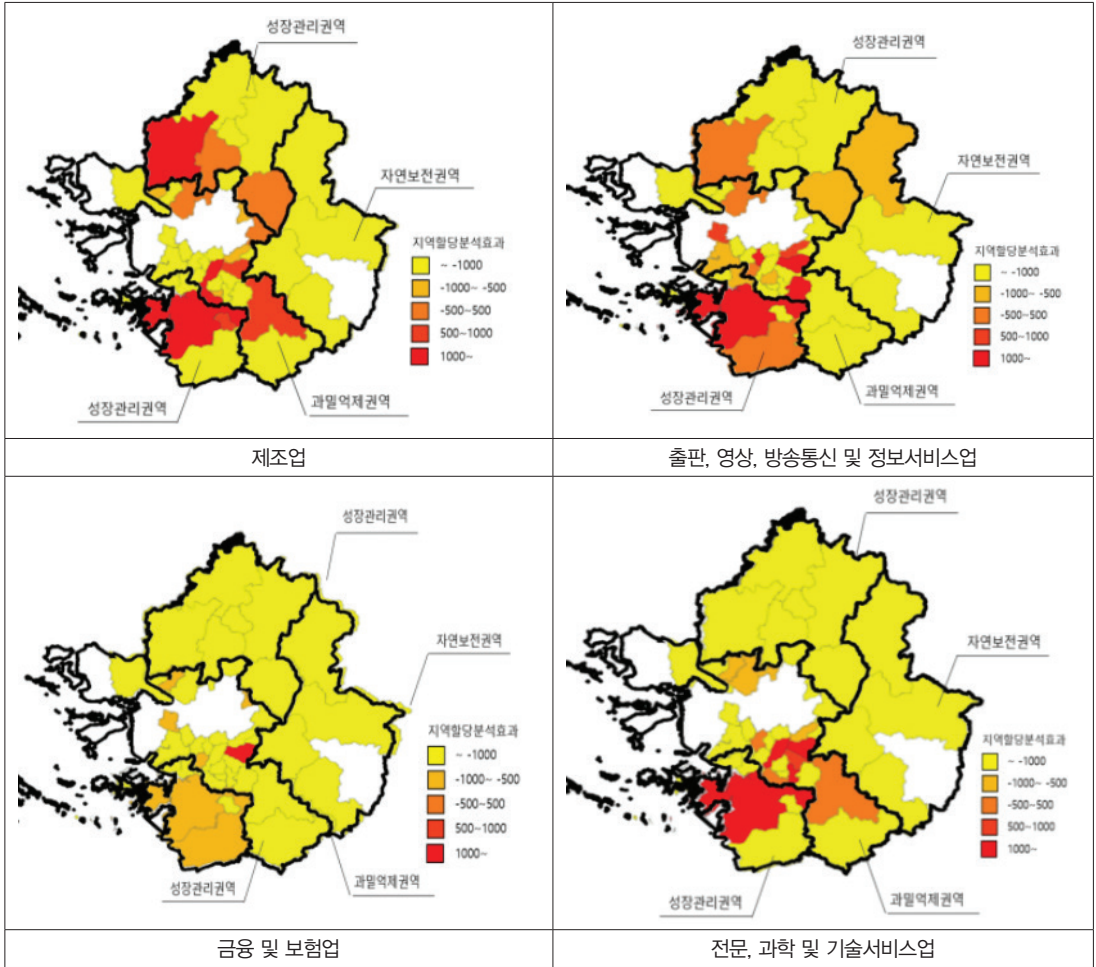 성장관리권역
자연보전권역
지역할당분석효과
~ -1000
-1000~ -500
-500~500
500~1000
1000~
성장관리권역
과밀억제권역
제조업
성장관리권역
자연보전권역
지역할당분석효과
~ -1000
-1000~ -500
-500~500
500~1000
1000~
성장관리권역
과밀억제권역
출판, 영상, 방송통신 및 정보서비스업
성장관리권역
자연보전권역
지역할당분석효과
~ -1000
-1000~ -500
-500~500
500~1000
1000~
성장관리권역
과밀억제권역
금융 및 보험업
성장관리권역
자연보전권역
지역할당분석효과
~ -1000
-1000~ -500
-500~500
500~1000
1000~
성장관리권역
과밀억제권역
전문, 과학 및 기술서비스업